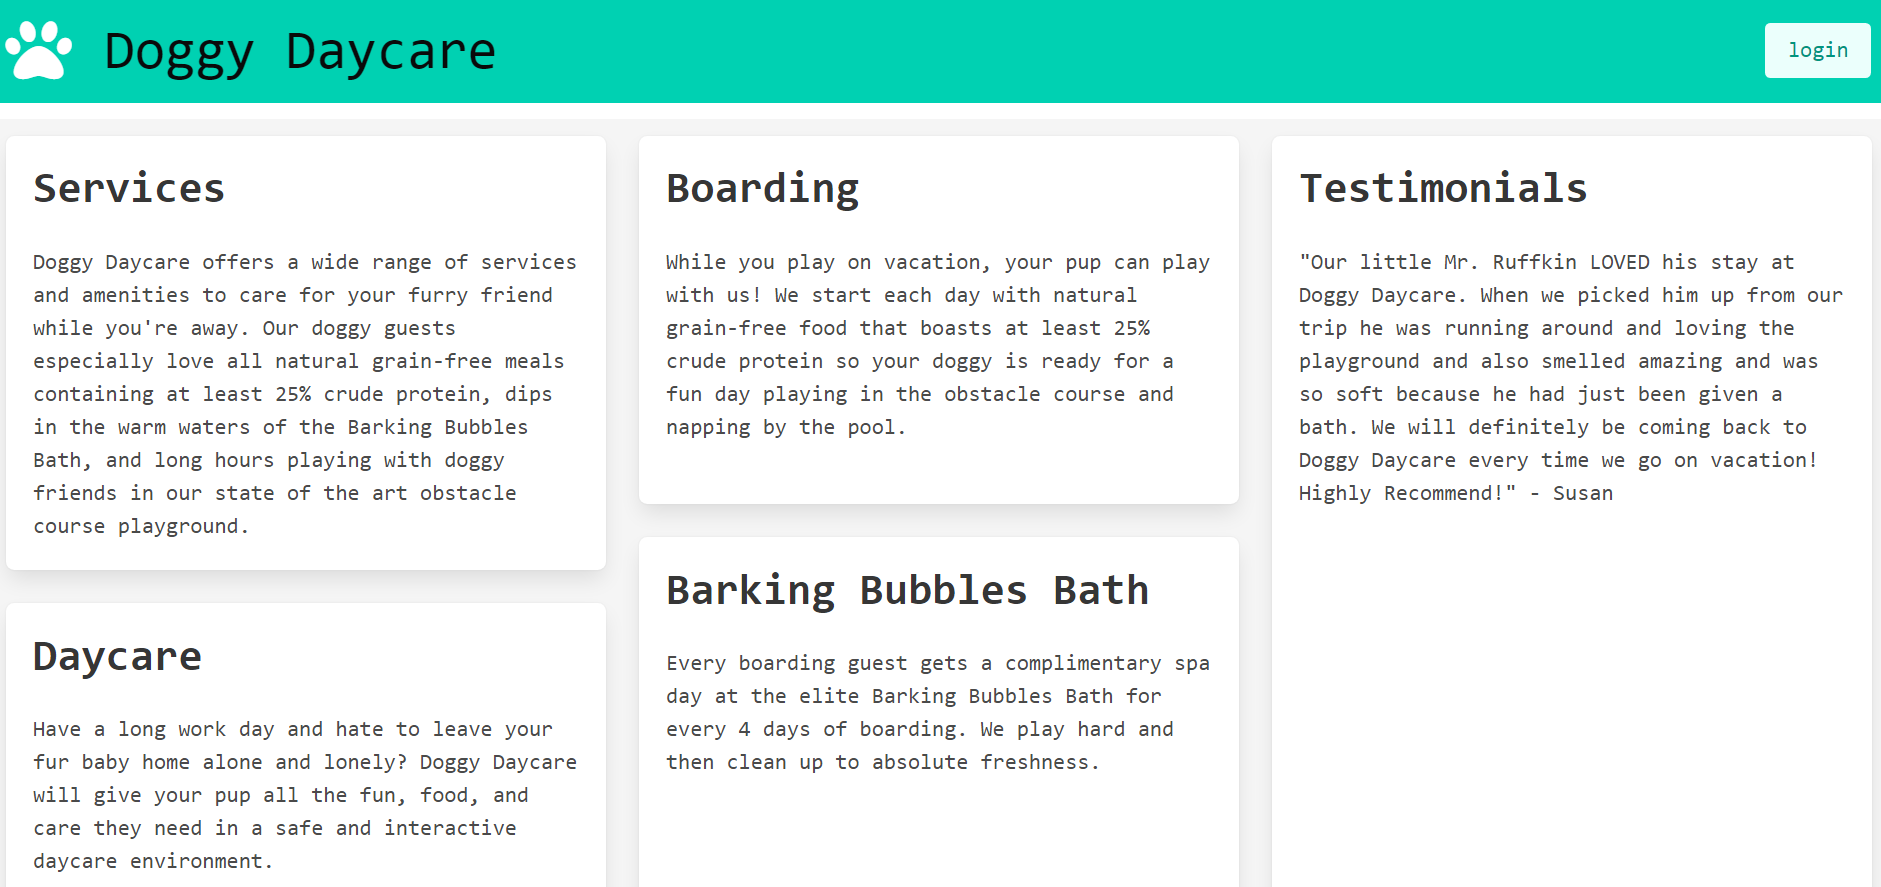 Doggy Daycare
login
Services
Doggy Daycare offers a wide range of services
and amenities to care for your furry friend
while you're away. Our doggy guests
especially love all natural grain-free meals
containing at least 25% crude protein, dips
in the warm waters of the Barking Bubbles
Bath, and long hours playing with doggy
friends in our state of the art obstacle
course playground.
Daycare
Have a long work day and hate to leave your
fur baby home alone and lonely? Doggy Daycare
will give your pup all the fun, food, and
care they need in a safe and interactive
daycare environment.
Boarding
While you play on vacation, your pup can play
with us! We start each day with natural
grain-free food that boasts at least 25%
crude protein so your doggy is ready for a
fun day playing in the obstacle course and
napping by the pool.
Barking Bubbles Bath
Every boarding guest gets a complimentary spa
day at the elite Barking Bubbles Bath for
every 4 days of boarding. We play hard and
then clean up to absolute freshness.
Testimonials
"Our little Mr. Ruffkin LOVED his stay at
Doggy Daycare. When we picked him up from our
trip he was running around and loving the
playground and also smelled amazing and was
so soft because he had just been given a
bath. We will definitely be coming back to
Doggy Daycare every time we go on vacation!
Highly Recommend!" - Susan